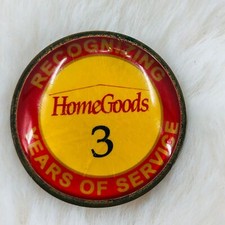 RECOGNIZING
HomeGoods
3
YEARS OF SERVICE